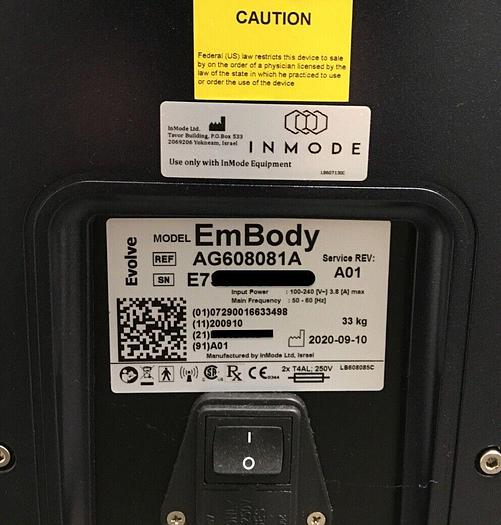 CAUTION
Federal (US) law restricts this device to sale
by on the order of a physician licensed by the
law of the state in which he practiced to use
or order the use of the device
InMode Ltd.
Tavor Building, P.O.Box 533
2069206 Yokneam, Israel
INMODE
Use only with InMode Equipment
LB607130C
Evolve
MODEL EmBody
REF AG608081A Service REV:
SN E7 A01
Input Power : 100-240 [V~] 3.8 [A] max
Main Frequency : 50 - 60 [Hz]
(01)07290016633498
(11)200910 33 kg
(21)
(91)A01 2020-09-10
Manufactured by InMode Ltd, Israel
Rx CE 0344 2x T4AL; 250V LB608085C
I
O